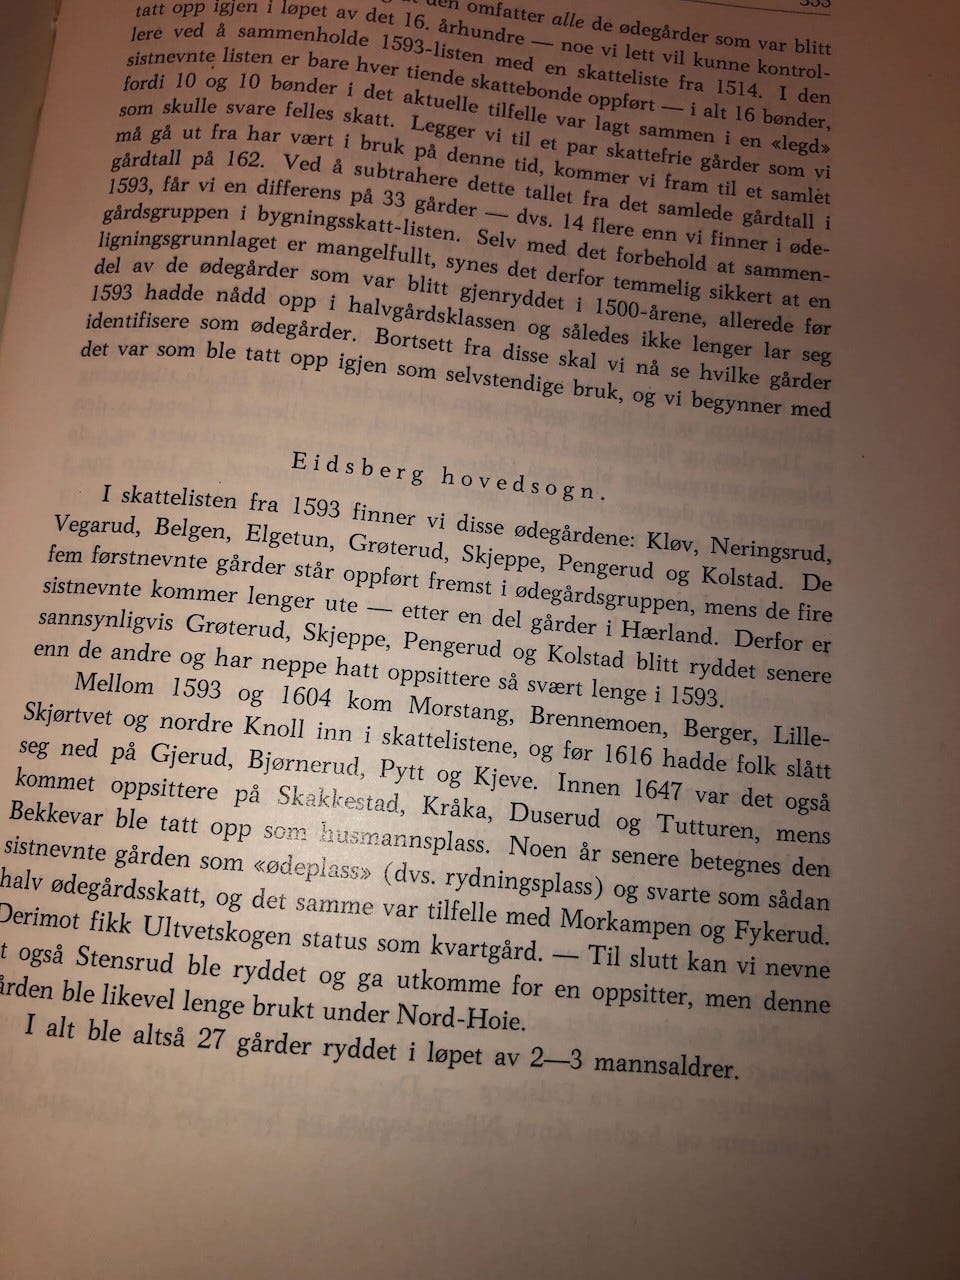 333
den omfatter alle de ødegårder som var blitt
tatt opp igjen i løpet av det 16. århundre — noe vi lett vil kunne kontrol-
lere ved å sammenholde 1593-listen med en skatteliste fra 1514. I den
sistnevnte listen er bare hver tiende skattebonde oppført — i alt 16 bønder,
fordi 10 og 10 bønder i det aktuelle tilfelle var lagt sammen i en «legd»
som skulle svare felles skatt. Legger vi til et par skattefrie gårder som vi
må gå ut fra har vært i bruk på denne tid, kommer vi fram til et samlet
gårdtall på 162. Ved å subtrahere dette tallet fra det samlede gårdtall i
1593, får vi en differens på 33 gårder — dvs. 14 flere enn vi finner i øde-
gårdsgruppen i bygningsskatt-listen. Selv med det forbehold at sammen-
ligningsgrunnlaget er mangelfullt, synes det derfor temmelig sikkert at en
del av de ødegårder som var blitt gjenryddet i 1500-årene, allerede før
1593 hadde nådd opp i halvgårdsklassen og således ikke lenger lar seg
identifisere som ødegårder. Bortsett fra disse skal vi nå se hvilke gårder
det var som ble tatt opp igjen som selvstendige bruk, og vi begynner med
Eidsberg hovedsogn.
I skattelisten fra 1593 finner vi disse ødegårdene: Kløv, Neringsrud,
Vegarud, Belgen, Elgetun, Grøterud, Skjeppe, Pengerud og Kolstad. De
fem førstnevnte gårder står oppført fremst i ødegårdsgruppen, mens de fire
sistnevnte kommer lenger ute — etter en del gårder i Hærland. Derfor er
sannsynligvis Grøterud, Skjeppe, Pengerud og Kolstad blitt ryddet senere
enn de andre og har neppe hatt oppsittere så svært lenge i 1593.
Mellom 1593 og 1604 kom Morstang, Brennemoen, Berger, Lille-
Skjørtvet og nordre Knoll inn i skattelistene, og før 1616 hadde folk slått
seg ned på Gjerud, Bjørnerud, Pytt og Kjeve. Innen 1647 var det også
kommet oppsittere på Skakkestad, Kråka, Duserud og Tutturen, mens
Bekkevar ble tatt opp som husmannsplass. Noen år senere betegnes den
sistnevnte gården som «ødeplass» (dvs. rydningsplass) og svarte som sådan
halv ødegårdsskatt, og det samme var tilfelle med Morkampen og Fykerud.
Derimot fikk Ultvetskogen status som kvartgård. — Til slutt kan vi nevne
t også Stensrud ble ryddet og ga utkomme for en oppsitter, men denne
ården ble likevel lenge brukt under Nord-Hoie.
I alt ble altså 27 gårder ryddet i løpet av 2—3 mannsaldrer.